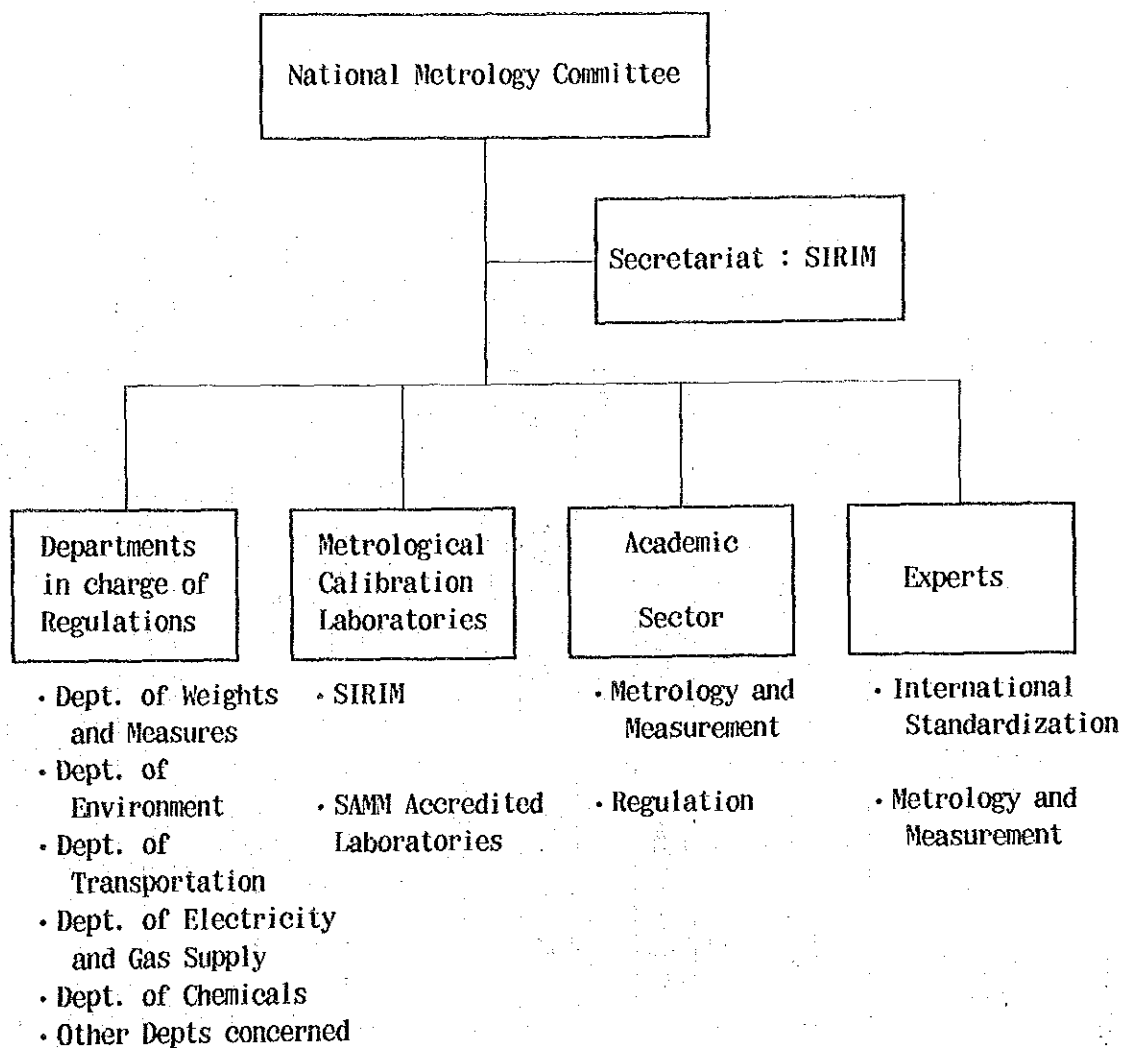 National Metrology Committee
Secretariat : SIRIM
Departments
in charge of
Regulations
· Dept. of Weights
and Measures
· Dept. of
Environment
· Dept. of
Transportation
· Dept. of Electricity
and Gas Supply
· Dept. of Chemicals
· Other Depts concerned
Metrological
Calibration
Laboratories
· SIRIM
· SAMM Accredited
Laboratories
Academic
Sector
· Metrology and
Measurement
· Regulation
Experts
· International
Standardization
· Metrology and
Measurement